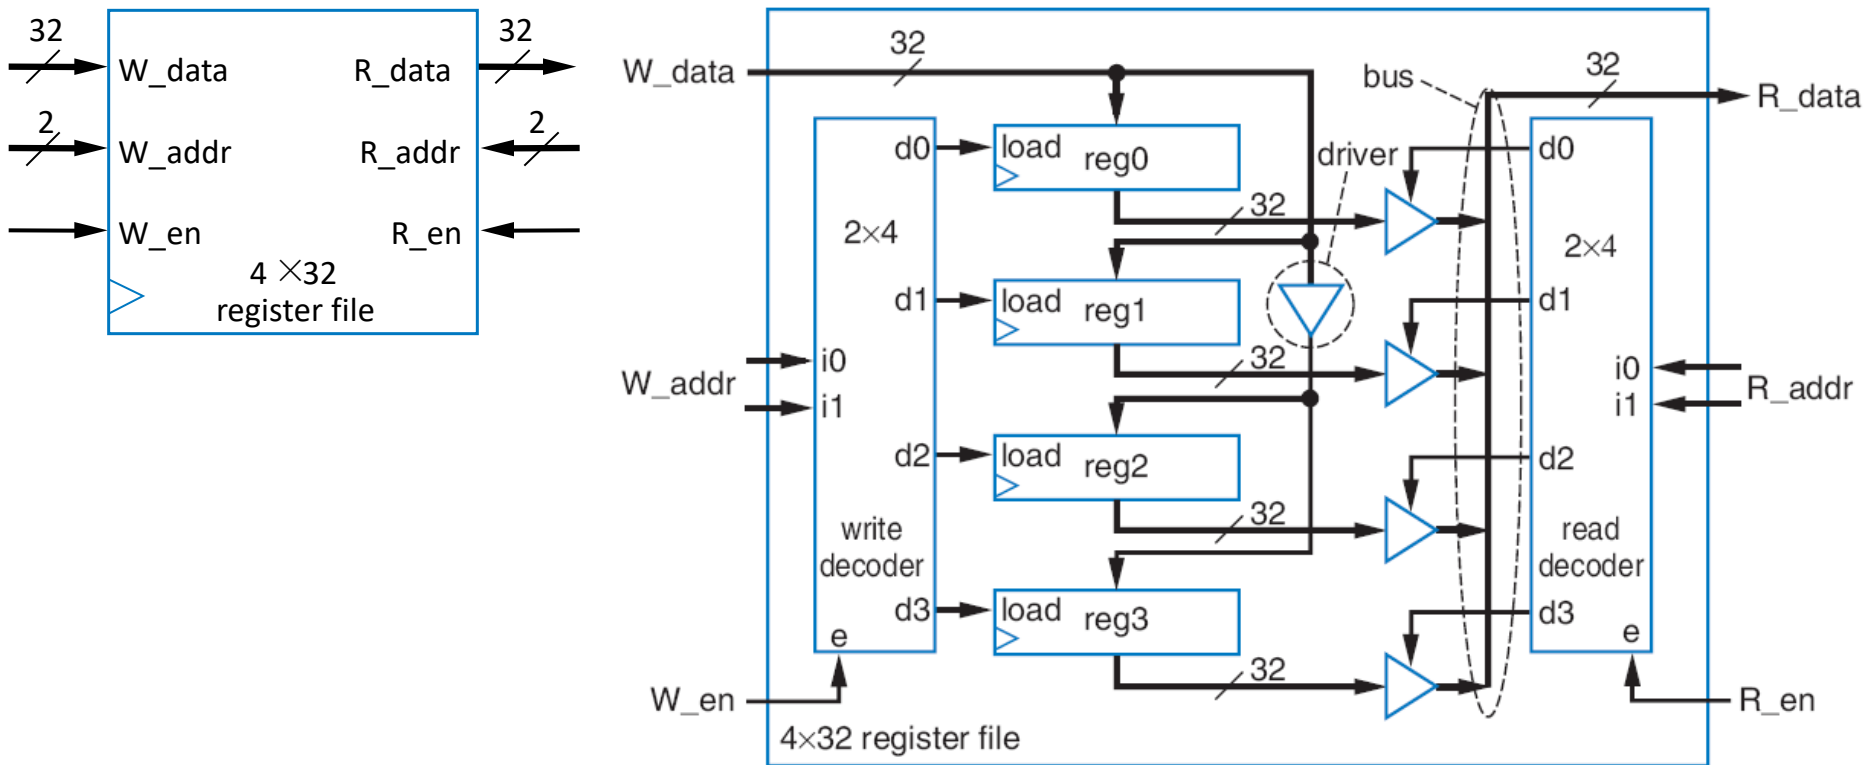 32
32
W_data
R_data
2
2
W_addr
R_addr
W_en
R_en
4 ×32
register file
W_data
32
bus
32
R_data
d0
load
reg0
driver
d0
32
2×4
2×4
d1
load
reg1
d1
W_addr
i0
i1
32
i0
i1
R_addr
d2
load
reg2
d2
write
decoder
32
read
decoder
d3
load
reg3
d3
e
e
32
W_en
R_en
4×32 register file